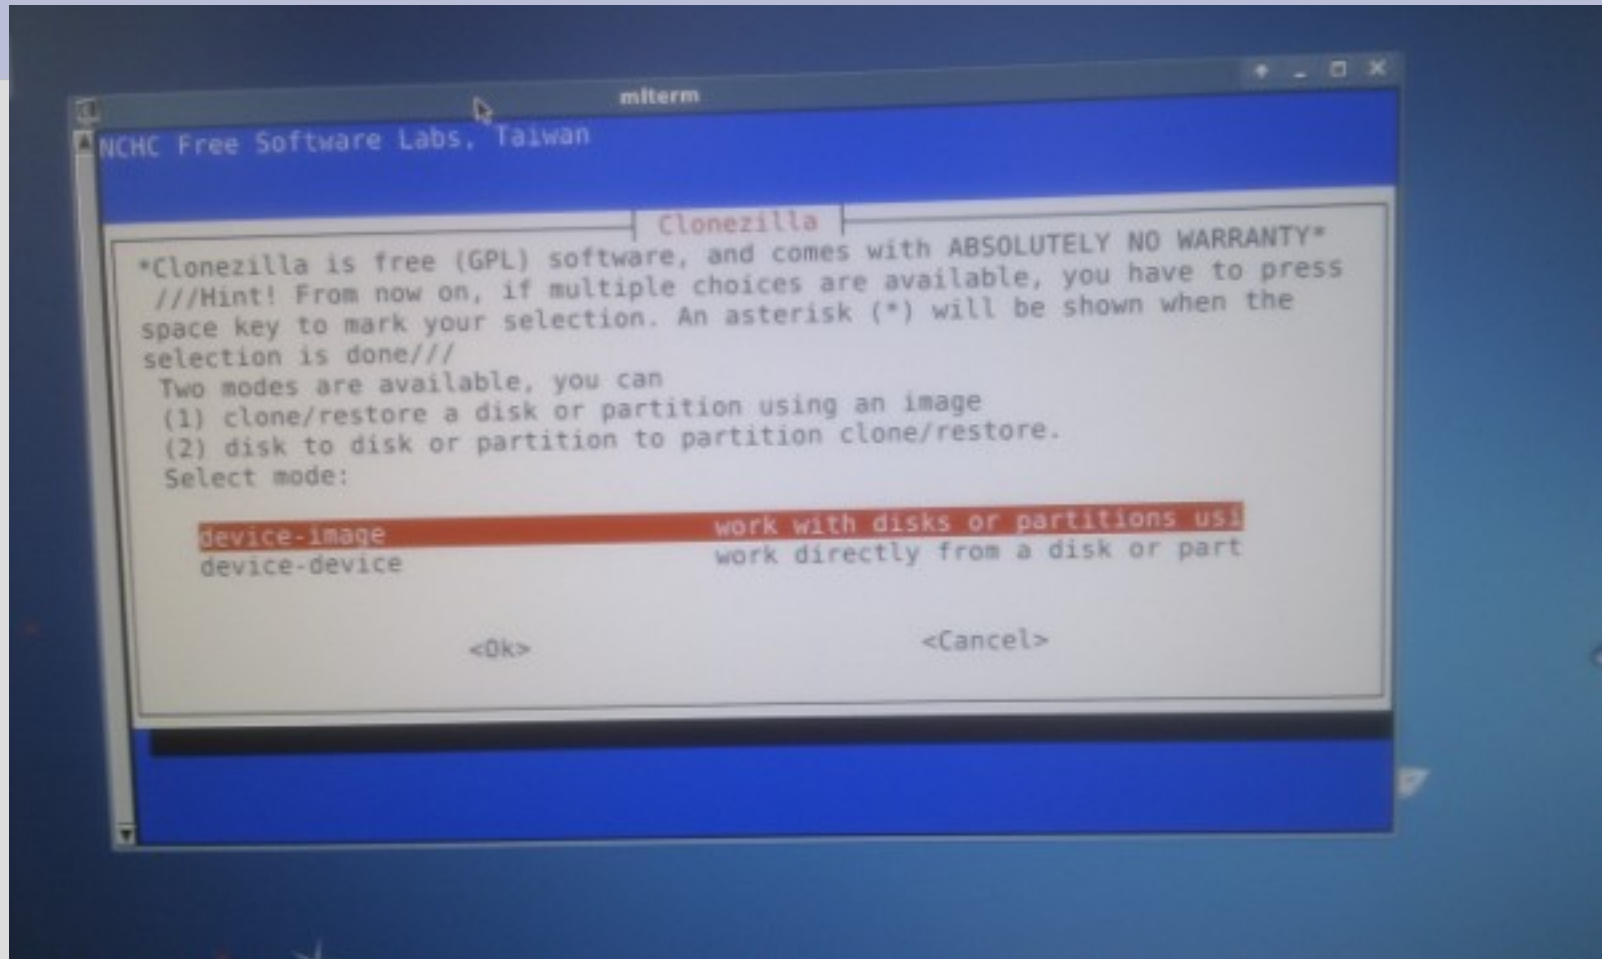 mlterm
NCHC Free Software Labs, Taiwan
Clonezilla
*Clonezilla is free (GPL) software, and comes with ABSOLUTELY NO WARRANTY*
///Hint! From now on, if multiple choices are available, you have to press
space key to mark your selection. An asterisk (*) will be shown when the
selection is done///
Two modes are available, you can
(1) clone/restore a disk or partition using an image
(2) disk to disk or partition to partition clone/restore.
Select mode:
device-image work with disks or partitions usi
device-device work directly from a disk or part
<Ok> <Cancel>